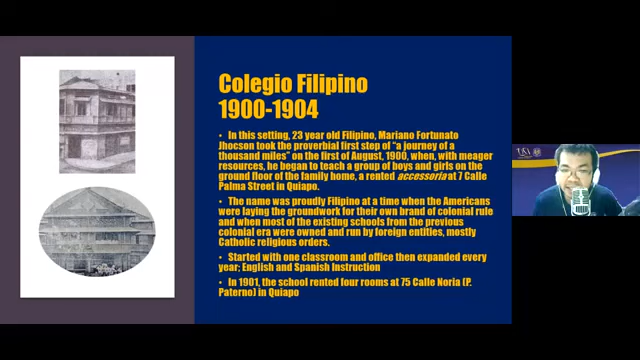 Colegio Filipino
1900-1904
• In this setting, 23 year old Filipino, Mariano Fortunato
Jhocson took the proverbial first step of “a journey of a
thousand miles” on the first of August, 1900, when, with meager
resources, he began to teach a group of boys and girls on the
ground floor of the family home, a rented accessoria at 7 Calle
Palma Street in Quiapo.
• The name was proudly Filipino at a time when the Americans
were laying the groundwork for their own brand of colonial rule
and when most of the existing schools from the previous
colonial era were owned and run by foreign entities, mostly
Catholic religious orders.
• Started with one classroom and office then expanded every
year; English and Spanish Instruction
• In 1901, the school rented four rooms at 75 Calle Noria (P.
Paterno) in Quiapo